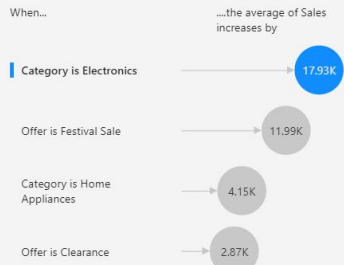 When...
....the average of Sales
increases by
Category is Electronics
17.93K
Offer is Festival Sale
11.99K
Category is Home
Appliances
4.15K
Offer is Clearance
2.87K